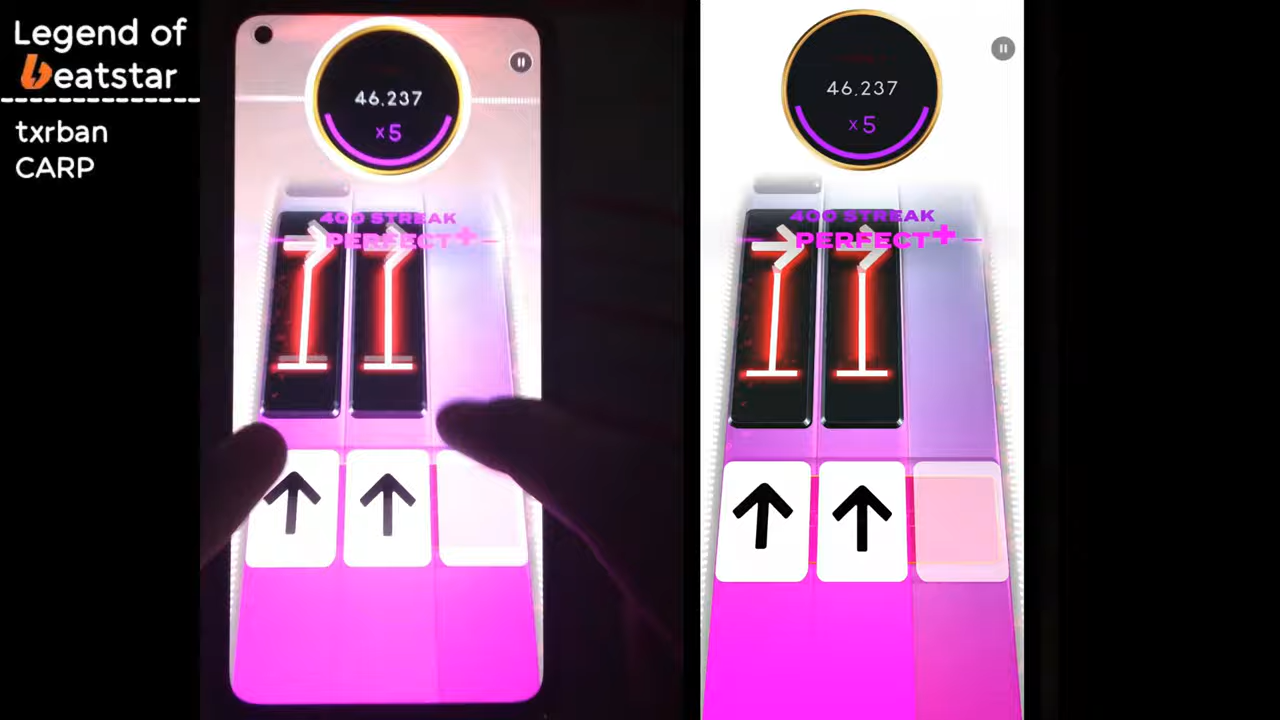 Legend of
beatstar
txrban
CARP
46,237
x5
400 STREAK
PERFECT+
46,237
x5
400 STREAK
PERFECT+